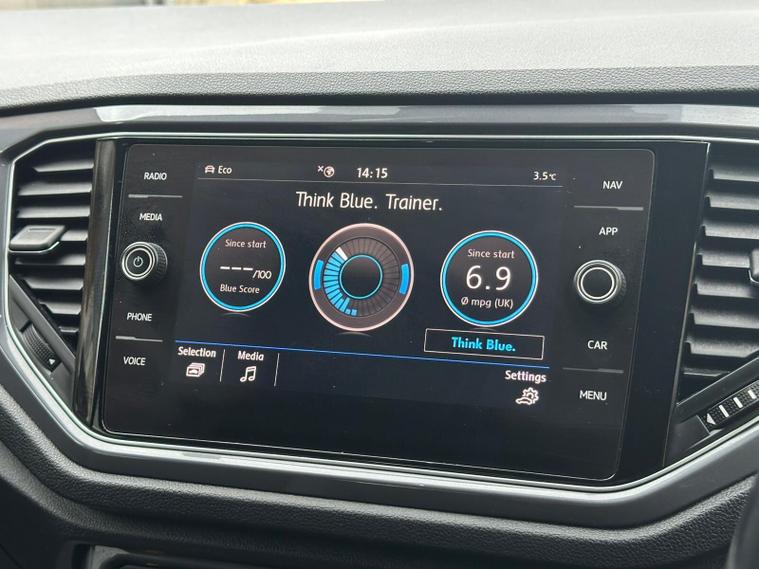 RADIO
MEDIA
PHONE
VOICE
Eco
14:15
3.5°C
Think Blue. Trainer.
Since start
---/100
Blue Score
Since start
6.9
Ø mpg (UK)
Think Blue.
Selection
Media
Settings
NAV
APP
CAR
MENU